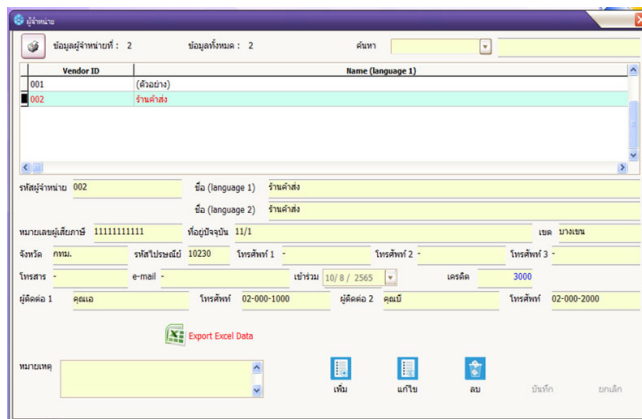 ผู้จำหน่าย
ข้อมูลผู้จำหน่ายที่ : 2 ข้อมูลทั้งหมด : 2 ค้นหา
Vendor ID Name (language 1)
001 (ตัวอย่าง)
002 ร้านค้าส่ง
รหัสผู้จำหน่าย 002 ชื่อ (language 1) ร้านค้าส่ง
ชื่อ (language 2) ร้านค้าส่ง
หมายเลขผู้เสียภาษี 11111111111 ที่อยู่ปัจจุบัน 11/1 เขต บางเขน
จังหวัด กทม. รหัสไปรษณีย์ 10230 โทรศัพท์ 1 - โทรศัพท์ 2 - โทรศัพท์ 3 -
โทรสาร - e-mail - เข้าร่วม 10/ 8 / 2565 เครดิต 3000
ผู้ติดต่อ 1 คุณเอ โทรศัพท์ 02-000-1000 ผู้ติดต่อ 2 คุณบี โทรศัพท์ 02-000-2000
Export Excel Data
หมายเหตุ
เพิ่ม แก้ไข ลบ บันทึก ยกเลิก